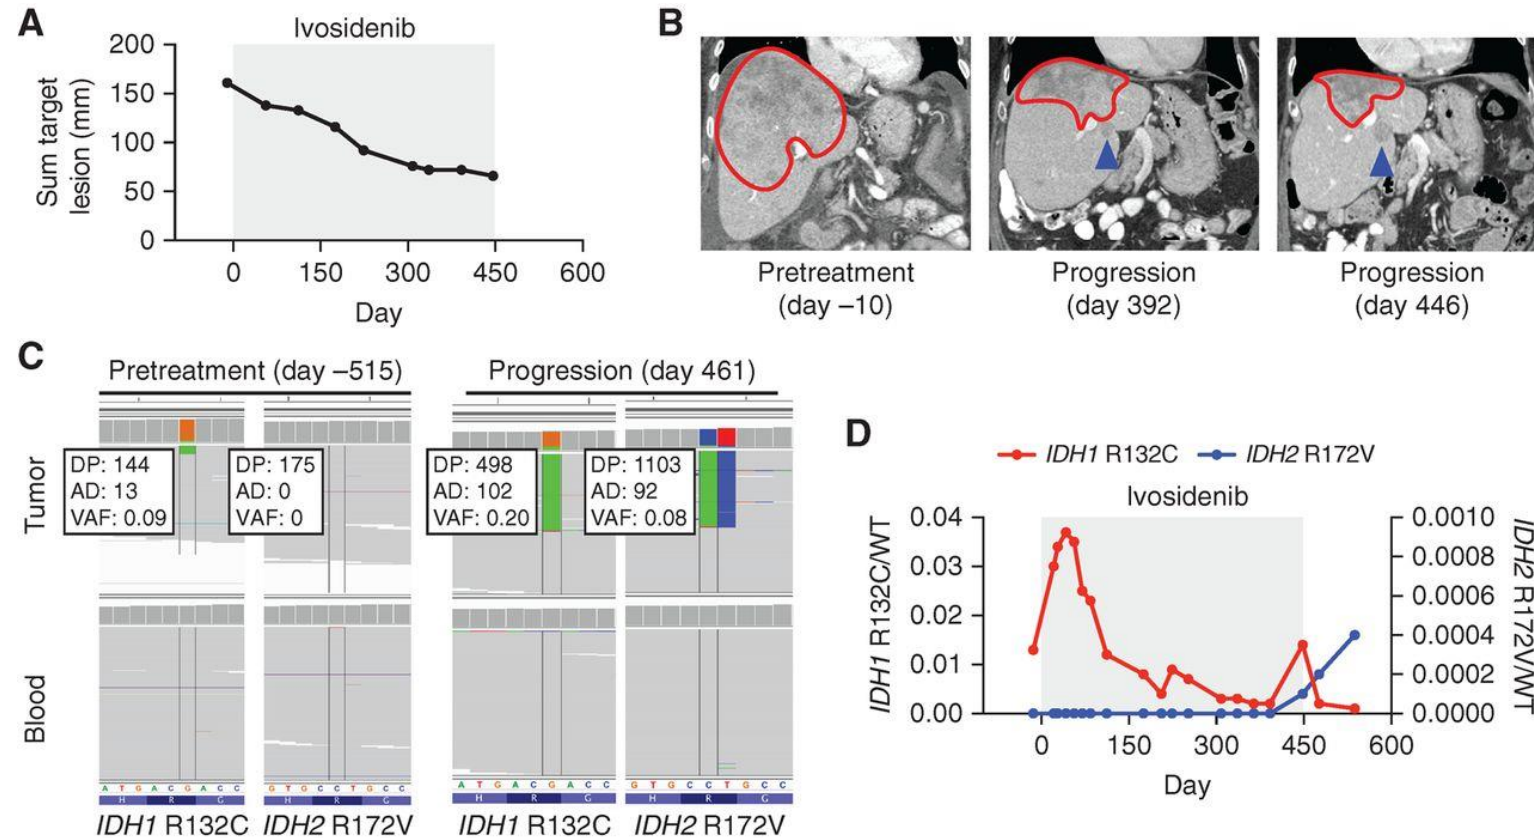 A
Ivosidenib
200
150
100
50
0
Sum target
lesion (mm)
0 150 300 450 600
Day
B
Pretreatment
(day –10)
Progression
(day 392)
Progression
(day 446)
C
Pretreatment (day –515)
Progression (day 461)
Tumor
DP: 144
AD: 13
VAF: 0.09
DP: 175
AD: 0
VAF: 0
DP: 498
AD: 102
VAF: 0.20
DP: 1103
AD: 92
VAF: 0.08
Blood
A T G A C G A C C
H R G
G T G C C T G C C
H R G
A T G A C G A C C
H R G
G T G C C T G C C
H R G
IDH1 R132C
IDH2 R172V
IDH1 R132C
IDH2 R172V
D
IDH1 R132C
IDH2 R172V
Ivosidenib
0.04
0.03
0.02
0.01
0.00
IDH1 R132C/WT
0.0010
0.0008
0.0006
0.0004
0.0002
0.0000
IDH2 R172V/WT
0 150 300 450 600
Day